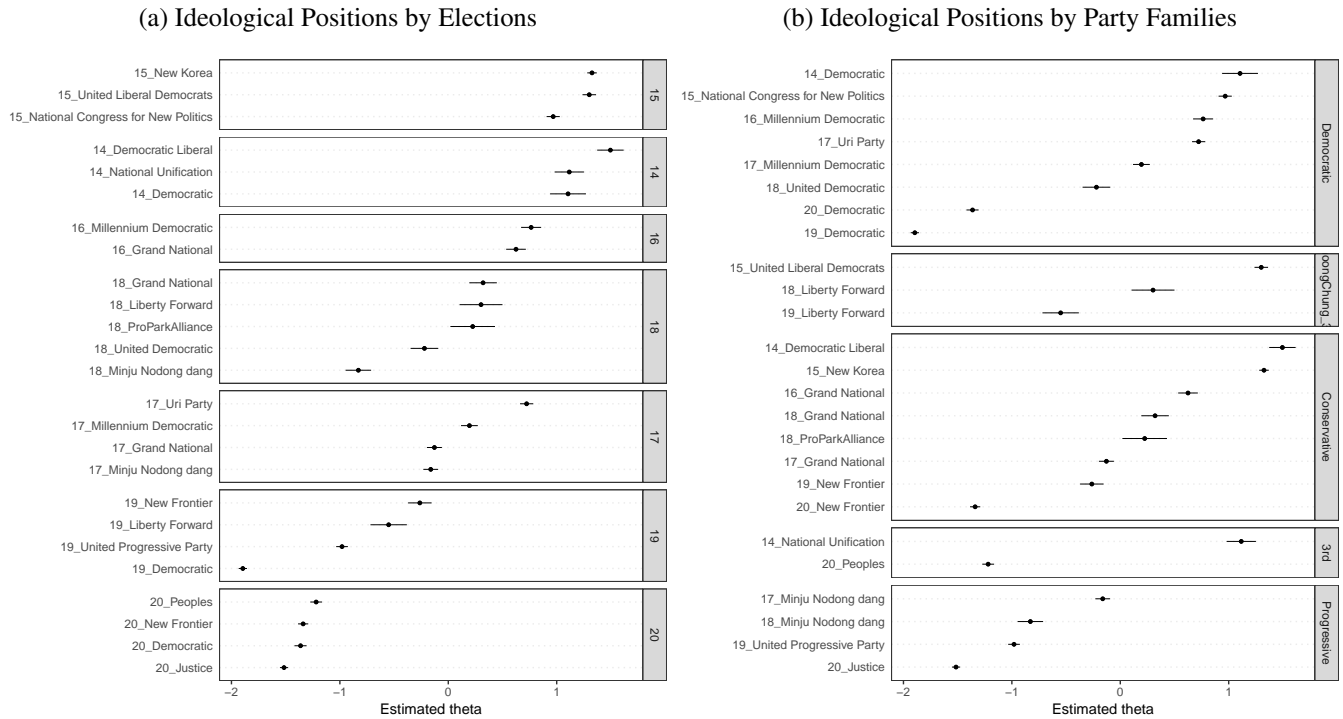 (a) Ideological Positions by Elections
15_New Korea
15_United Liberal Democrats
15_National Congress for New Politics
15
14_Democratic Liberal
14_National Unification
14_Democratic
14
16_Millennium Democratic
16_Grand National
16
18_Grand National
18_Liberty Forward
18_ProParkAlliance
18_United Democratic
18_Minju Nodong dang
18
17_Uri Party
17_Millennium Democratic
17_Grand National
17_Minju Nodong dang
17
19_New Frontier
19_Liberty Forward
19_United Progressive Party
19_Democratic
19
20_Peoples
20_New Frontier
20_Democratic
20_Justice
20
−2 −1 0 1
Estimated theta
(b) Ideological Positions by Party Families
14_Democratic
15_National Congress for New Politics
16_Millennium Democratic
17_Uri Party
17_Millennium Democratic
18_United Democratic
20_Democratic
19_Democratic
Democratic
15_United Liberal Democrats
18_Liberty Forward
19_Liberty Forward
14_Democratic Liberal
15_New Korea
16_Grand National
18_Grand National
18_ProParkAlliance
17_Grand National
19_New Frontier
20_New Frontier
Conservative
14_National Unification
20_Peoples
3rd
17_Minju Nodong dang
18_Minju Nodong dang
19_United Progressive Party
20_Justice
Progressive
−2 −1 0 1
Estimated theta